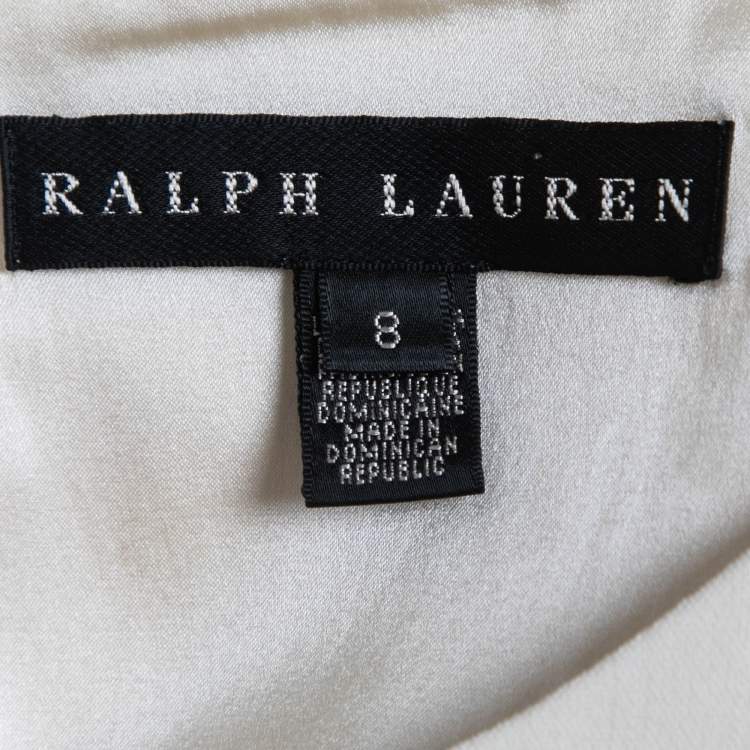 RALPH LAUREN
8
REPUBLIQUE
DOMINICAINE
MADE IN
DOMINICAN
REPUBLIC